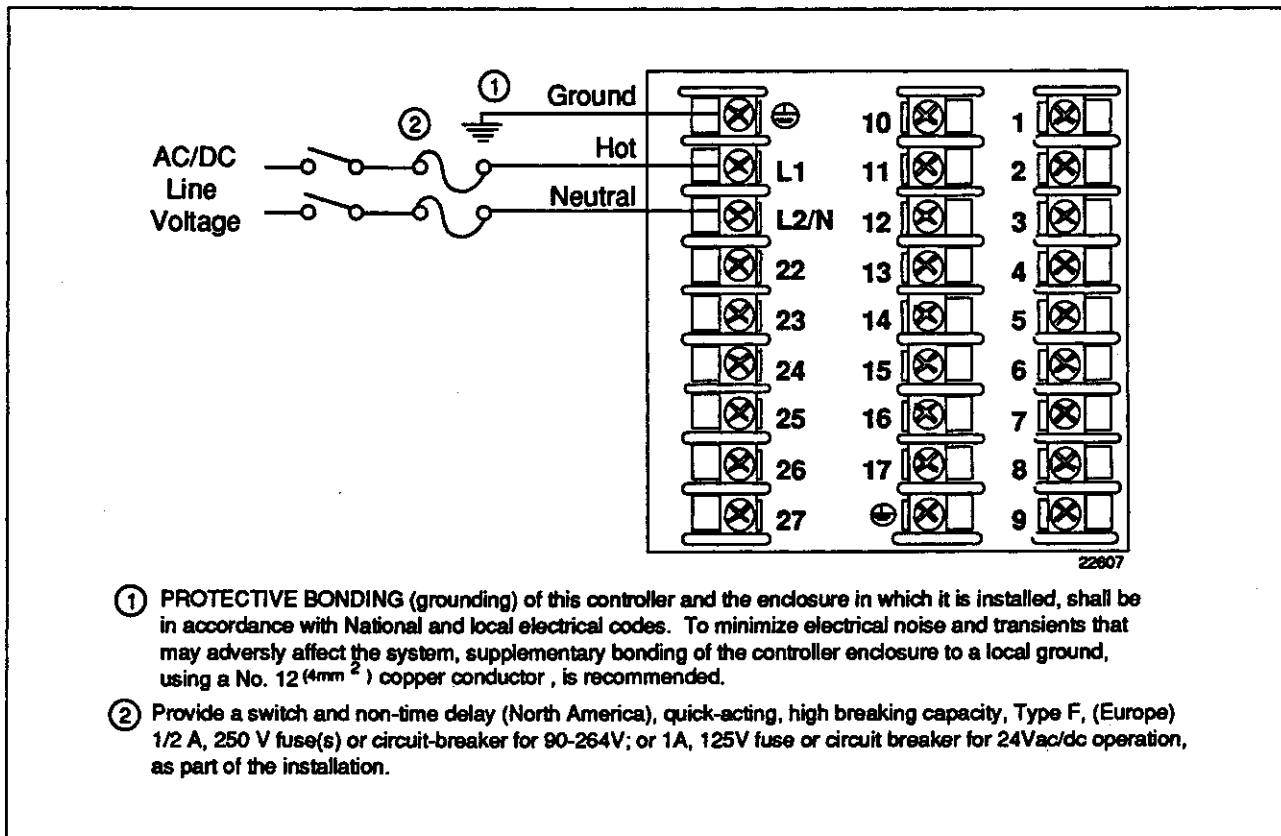 ① Ground
② Hot
AC/DC
Line
Voltage
Neutral
L1
L2/N
22
23
24
25
26
27
10
11
12
13
14
15
16
17
1
2
3
4
5
6
7
8
9
22607
① PROTECTIVE BONDING (grounding) of this controller and the enclosure in which it is installed, shall be
in accordance with National and local electrical codes. To minimize electrical noise and transients that
may adversly affect the system, supplementary bonding of the controller enclosure to a local ground,
using a No. 12 (4mm ²) copper conductor , is recommended.
② Provide a switch and non-time delay (North America), quick-acting, high breaking capacity, Type F, (Europe)
1/2 A, 250 V fuse(s) or circuit-breaker for 90-264V; or 1A, 125V fuse or circuit breaker for 24Vac/dc operation,
as part of the installation.